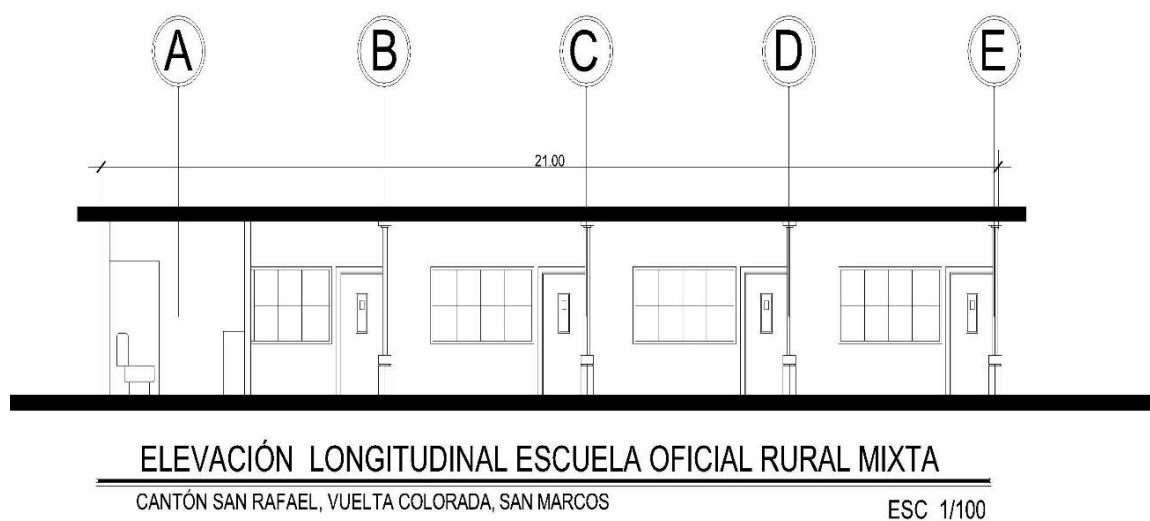 A B C D E
21.00
ELEVACIÓN LONGITUDINAL ESCUELA OFICIAL RURAL MIXTA
CANTÓN SAN RAFAEL, VUELTA COLORADA, SAN MARCOS
ESC 1/100